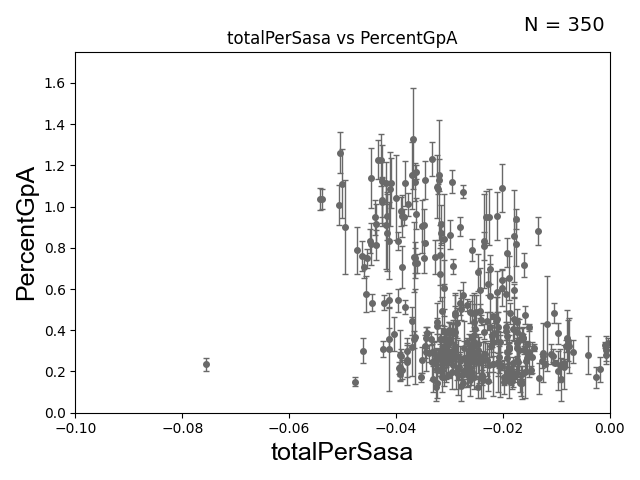 N = 350
totalPerSasa vs PercentGpA
PercentGpA
1.6
1.4
1.2
1.0
0.8
0.6
0.4
0.2
0.0
−0.10 −0.08 −0.06 −0.04 −0.02 0.00
totalPerSasa